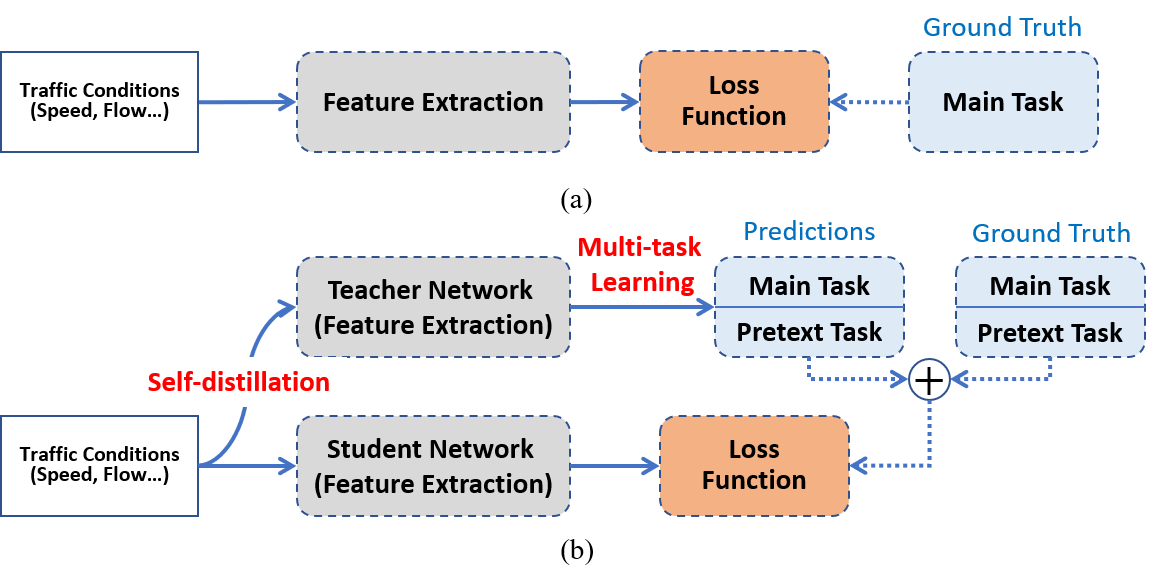 Ground Truth
Traffic Conditions
(Speed, Flow...)
Feature Extraction
Loss
Function
Main Task
(a)
Multi-task
Learning
Predictions
Ground Truth
Teacher Network
(Feature Extraction)
Main Task
Pretext Task
Main Task
Pretext Task
Self-distillation
+
Traffic Conditions
(Speed, Flow...)
Student Network
(Feature Extraction)
Loss
Function
(b)